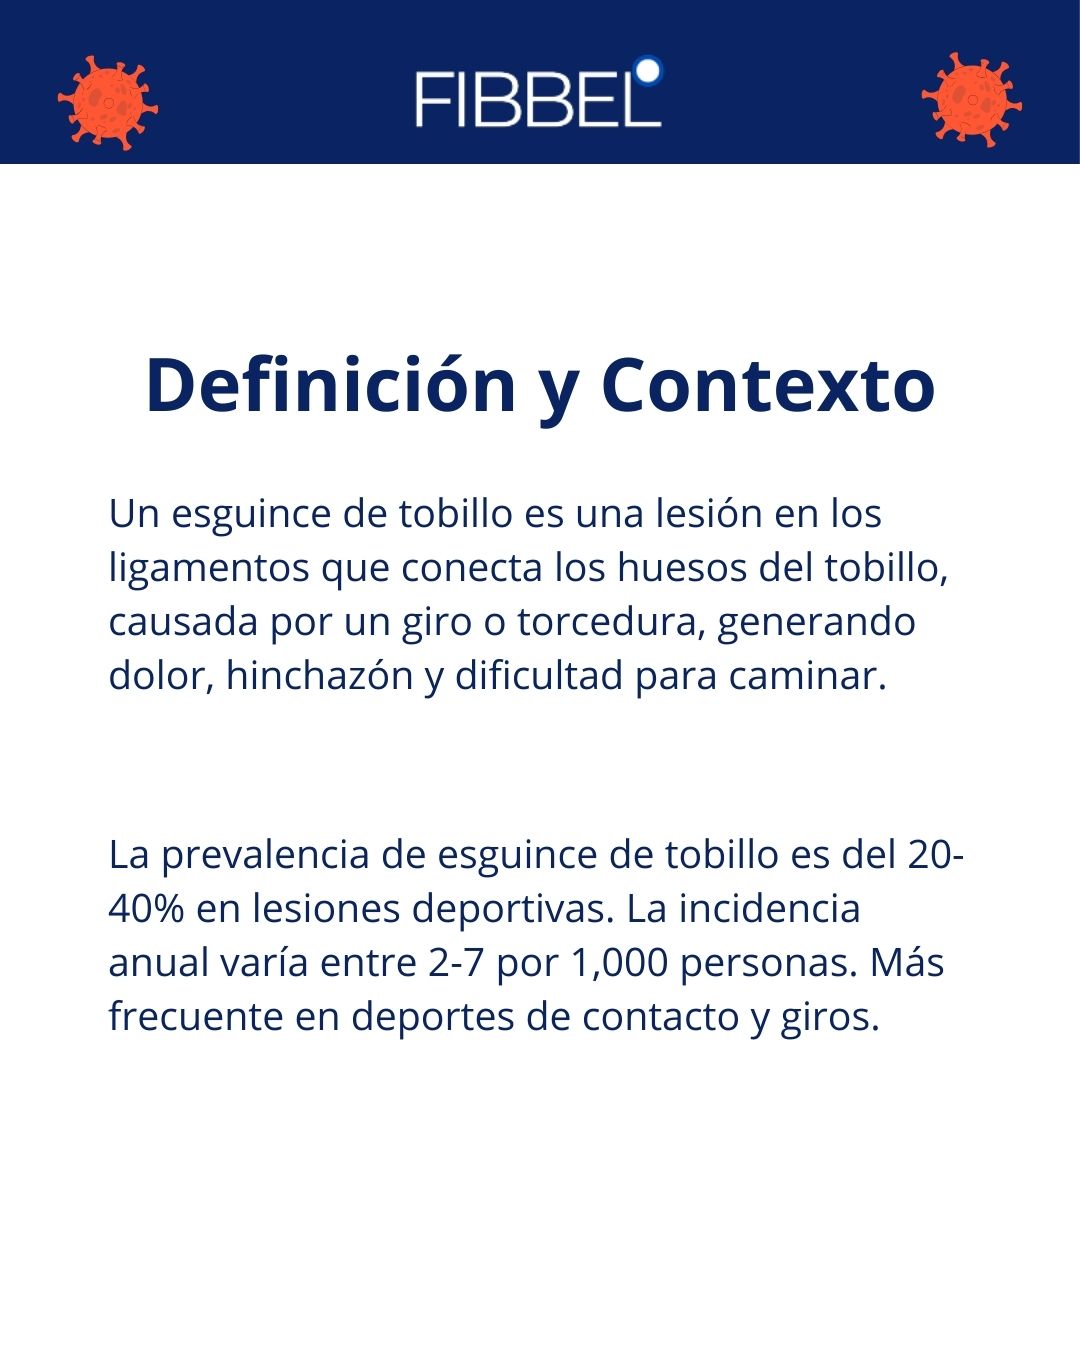 FIBBEL
Definición y Contexto
Un esguince de tobillo es una lesión en los
ligamentos que conecta los huesos del tobillo,
causada por un giro o torcedura, generando
dolor, hinchazón y dificultad para caminar.
La prevalencia de esguince de tobillo es del 20-
40% en lesiones deportivas. La incidencia
anual varía entre 2-7 por 1,000 personas. Más
frecuente en deportes de contacto y giros.